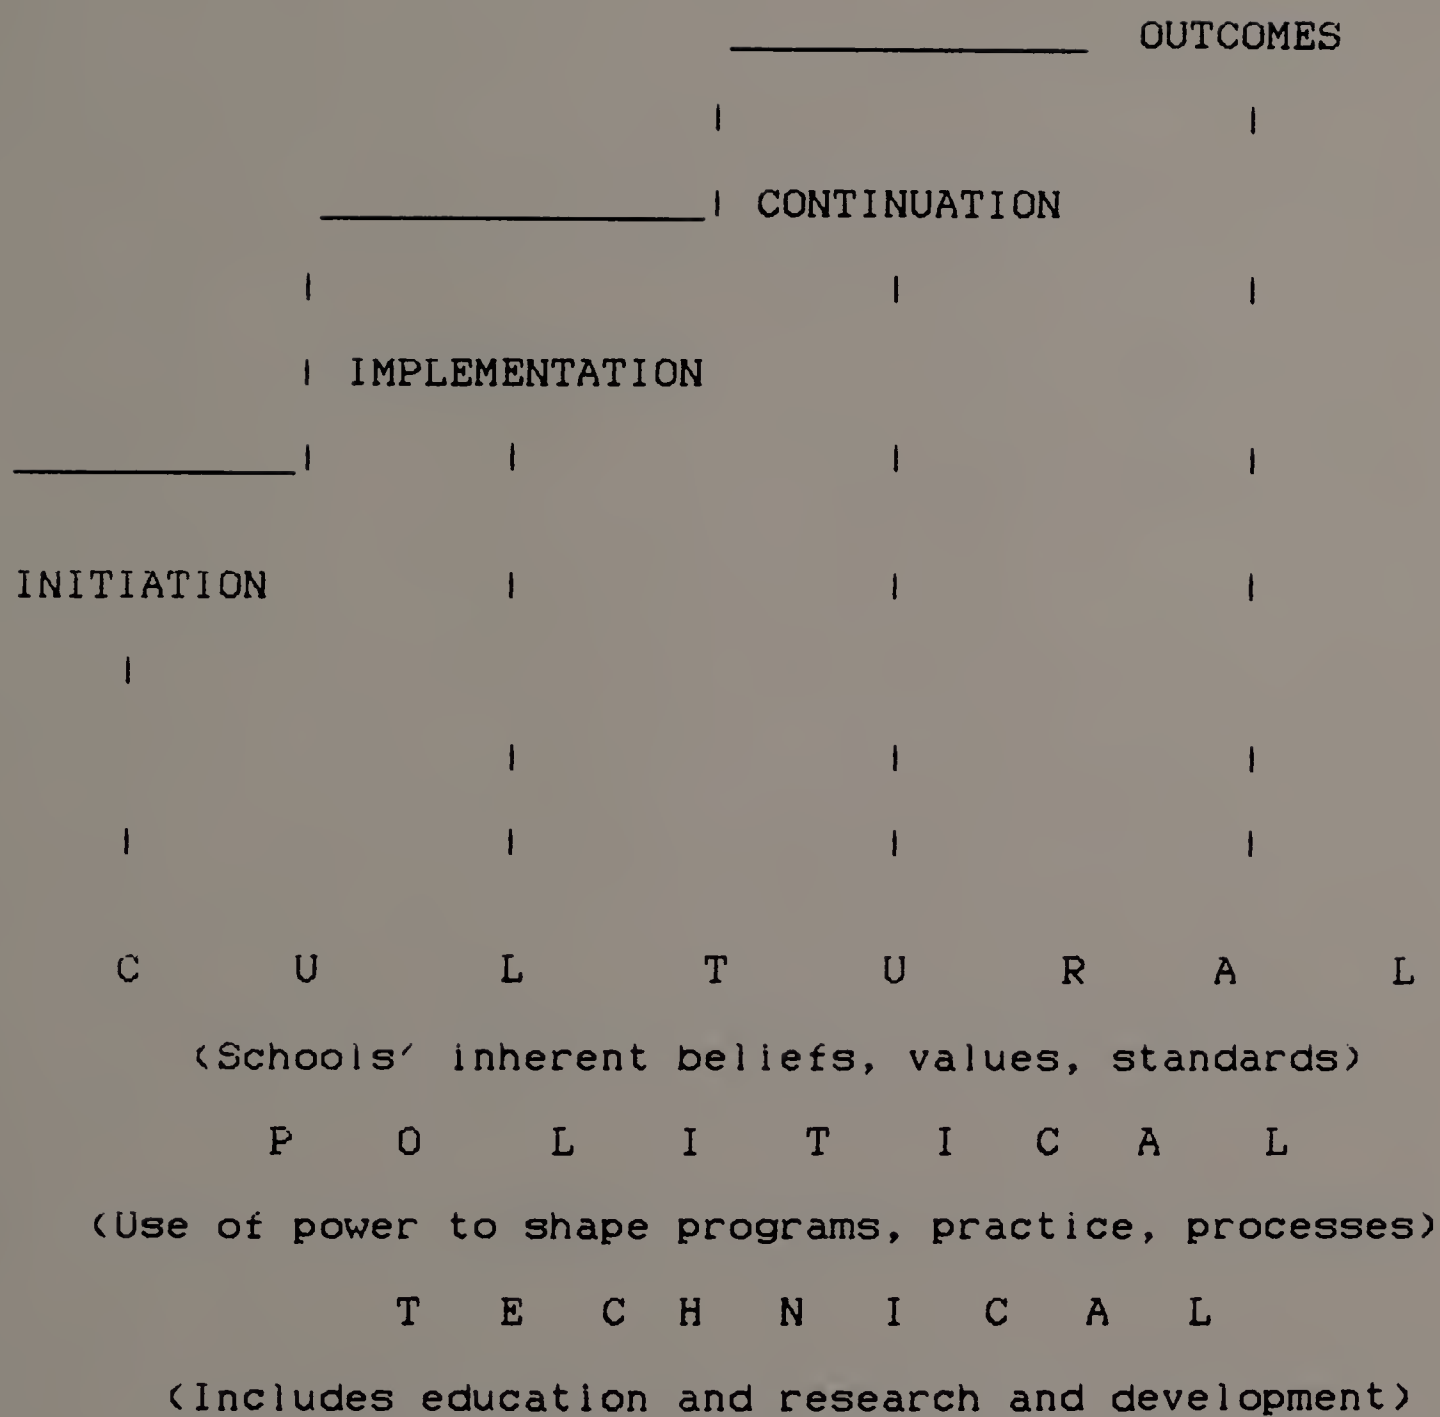 OUTCOMES
CONTINUATION
IMPLEMENTATION
INITIATION
C U L T U R A L
(Schools' inherent beliefs, values, standards)
P O L I T I C A L
(Use of power to shape programs, practice, processes)
T E C H N I C A L
(Includes education and research and development)